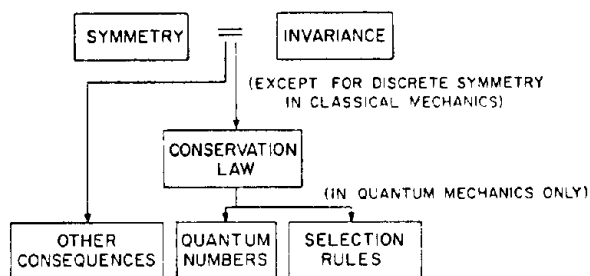 SYMMETRY
INVARIANCE
(EXCEPT FOR DISCRETE SYMMETRY
IN CLASSICAL MECHANICS)
CONSERVATION
LAW
(IN QUANTUM MECHANICS ONLY)
OTHER
CONSEQUENCES
QUANTUM
NUMBERS
SELECTION
RULES